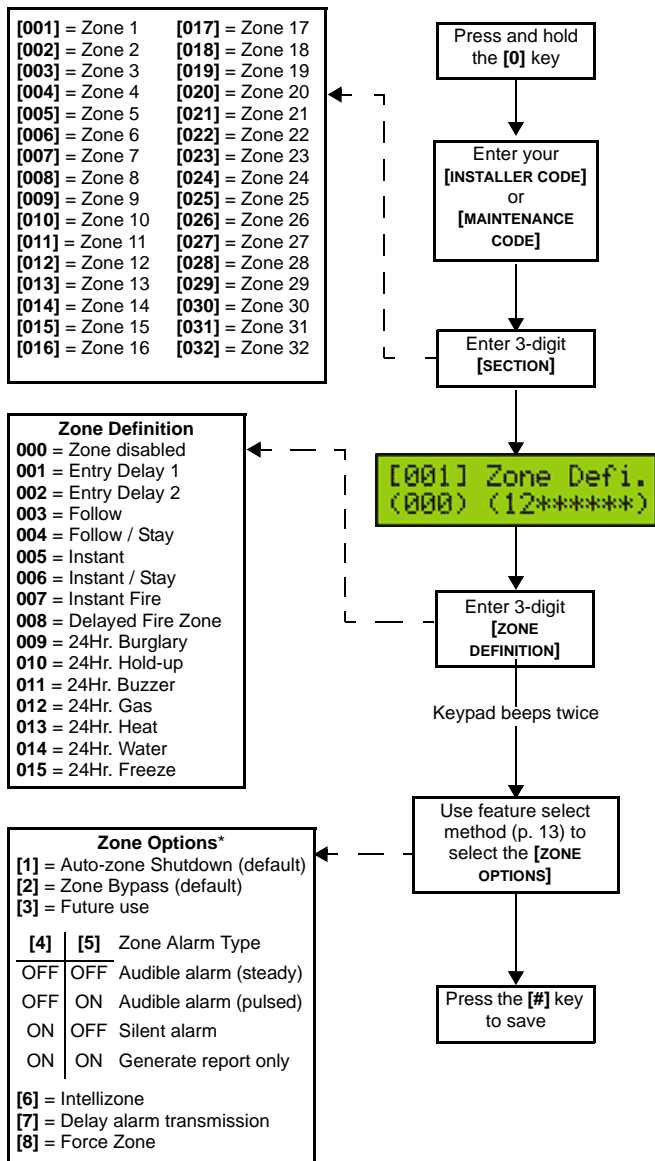 [001] = Zone 1 [017] = Zone 17
[002] = Zone 2 [018] = Zone 18
[003] = Zone 3 [019] = Zone 19
[004] = Zone 4 [020] = Zone 20
[005] = Zone 5 [021] = Zone 21
[006] = Zone 6 [022] = Zone 22
[007] = Zone 7 [023] = Zone 23
[008] = Zone 8 [024] = Zone 24
[009] = Zone 9 [025] = Zone 25
[010] = Zone 10 [026] = Zone 26
[011] = Zone 11 [027] = Zone 27
[012] = Zone 12 [028] = Zone 28
[013] = Zone 13 [029] = Zone 29
[014] = Zone 14 [030] = Zone 30
[015] = Zone 15 [031] = Zone 31
[016] = Zone 16 [032] = Zone 32
Press and hold
the [0] key
Enter your
[INSTALLER CODE]
or
[MAINTENANCE
CODE]
Enter 3-digit
[SECTION]
[001] Zone Defi.
(000) (12******)
Zone Definition
000 = Zone disabled
001 = Entry Delay 1
002 = Entry Delay 2
003 = Follow
004 = Follow / Stay
005 = Instant
006 = Instant / Stay
007 = Instant Fire
008 = Delayed Fire Zone
009 = 24Hr. Burglary
010 = 24Hr. Hold-up
011 = 24Hr. Buzzer
012 = 24Hr. Gas
013 = 24Hr. Heat
014 = 24Hr. Water
015 = 24Hr. Freeze
Enter 3-digit
[ZONE
DEFINITION]
Keypad beeps twice
Use feature select
method (p. 13) to
select the [ZONE
OPTIONS]
Zone Options*
[1] = Auto-zone Shutdown (default)
[2] = Zone Bypass (default)
[3] = Future use
[4] [5] Zone Alarm Type
OFF OFF Audible alarm (steady)
OFF ON Audible alarm (pulsed)
ON OFF Silent alarm
ON ON Generate report only
[6] = Intellizone
[7] = Delay alarm transmission
[8] = Force Zone
Press the [#] key
to save